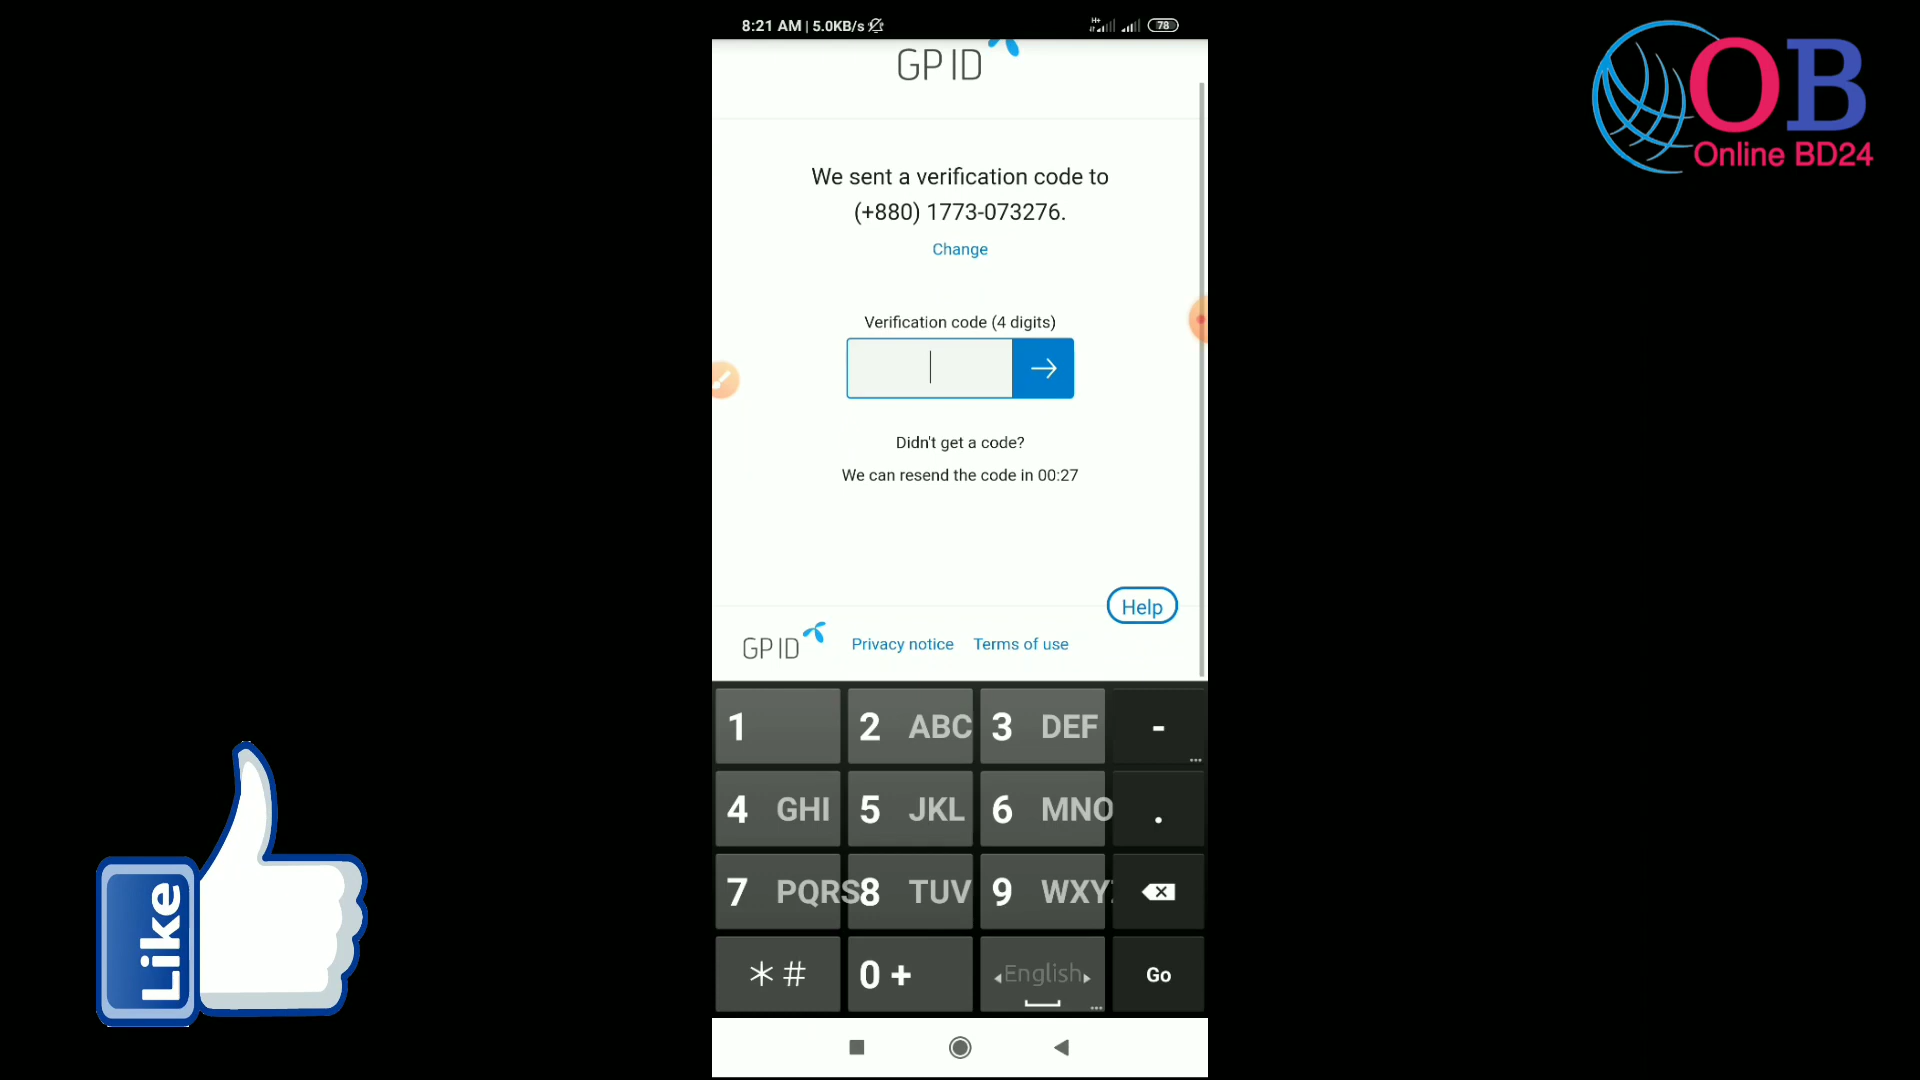 8:21 AM | 5.0KB/s
H+
78
GP ID
OB
Online BD24
We sent a verification code to
(+880) 1773-073276.
Change
Verification code (4 digits)
Didn't get a code?
We can resend the code in 00:27
Help
GP ID
Privacy notice
Terms of use
1
2 ABC
3 DEF
-
4 GHI
5 JKL
6 MNO
.
7 PQRS
8 TUV
9 WXYZ
*#
0 +
English
Go
Like